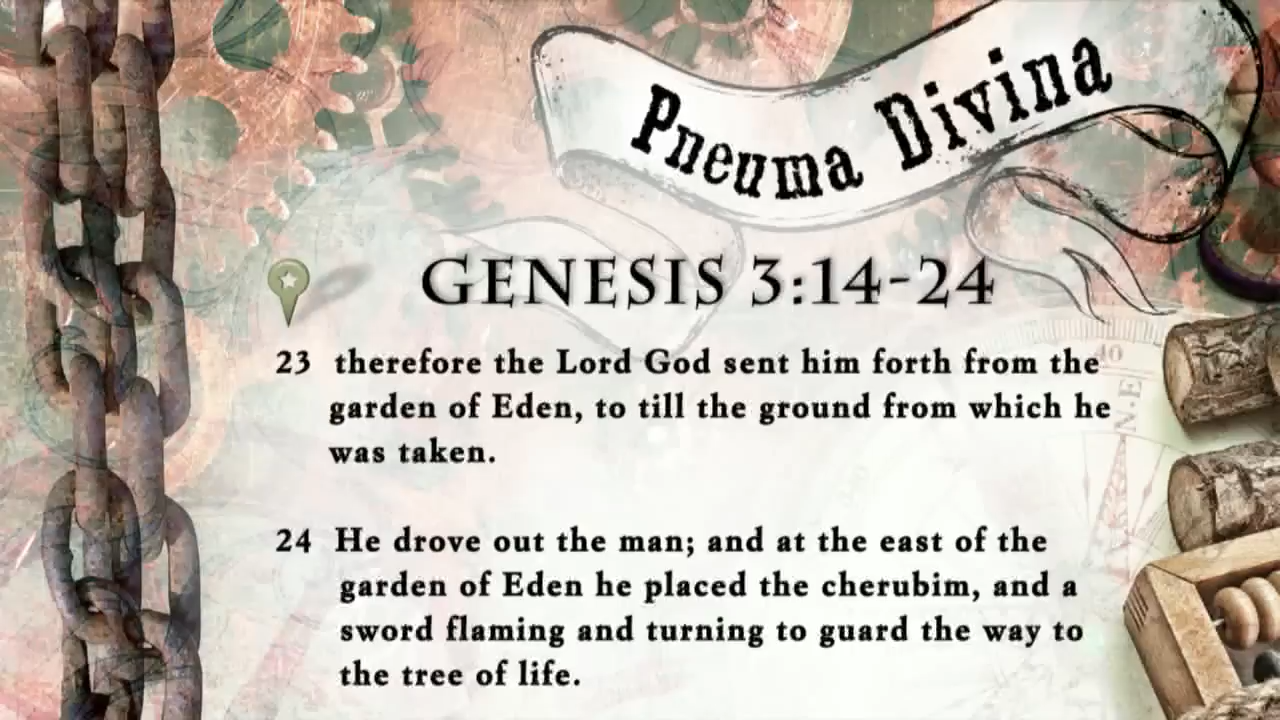 Pneuma Divina
GENESIS 3:14-24
23 therefore the Lord God sent him forth from the
garden of Eden, to till the ground from which he
was taken.
24 He drove out the man; and at the east of the
garden of Eden he placed the cherubim, and a
sword flaming and turning to guard the way to
the tree of life.
40
N.E